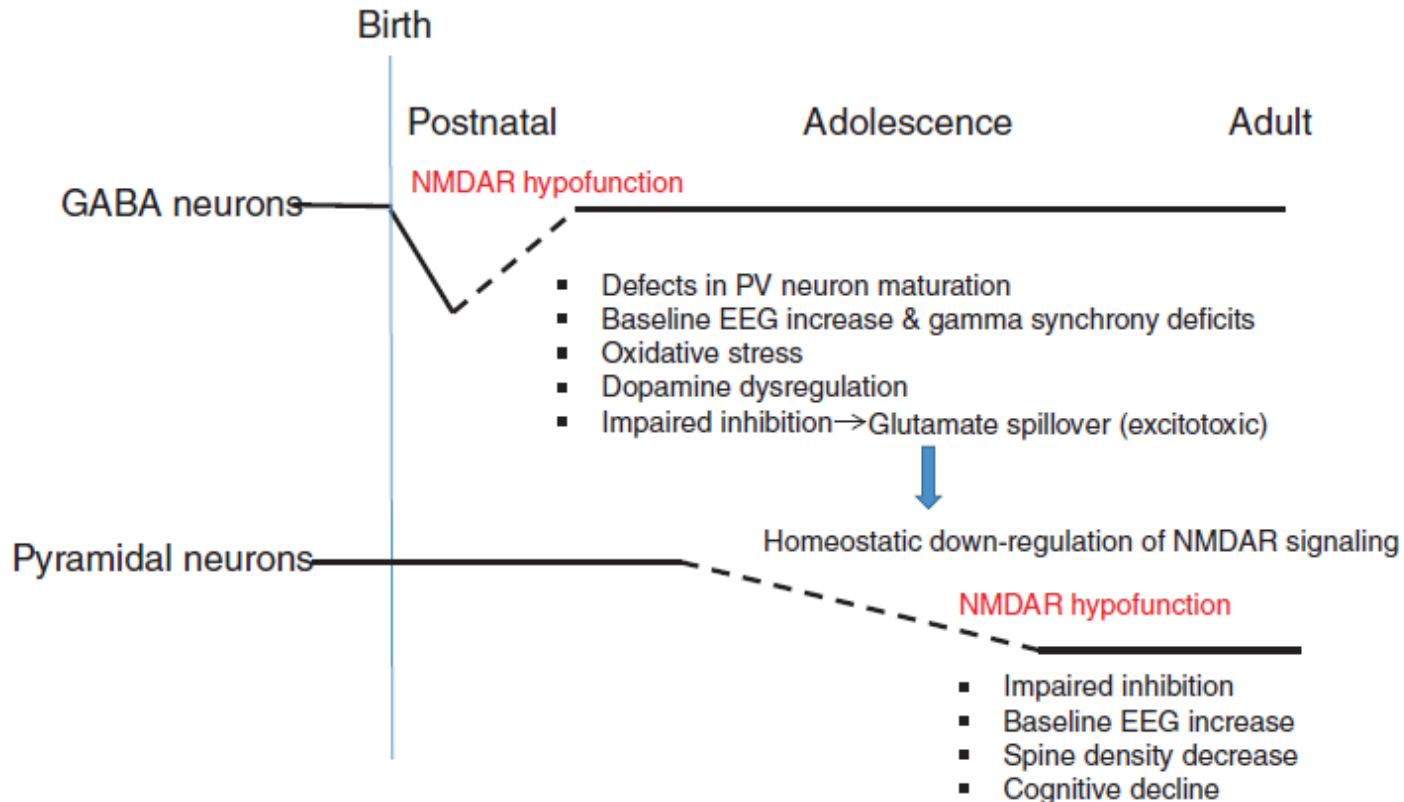 Birth
Postnatal Adolescence Adult
NMDAR hypofunction
GABA neurons
▪ Defects in PV neuron maturation
▪ Baseline EEG increase & gamma synchrony deficits
▪ Oxidative stress
▪ Dopamine dysregulation
▪ Impaired inhibition→Glutamate spillover (excitotoxic)
Homeostatic down-regulation of NMDAR signaling
Pyramidal neurons
NMDAR hypofunction
▪ Impaired inhibition
▪ Baseline EEG increase
▪ Spine density decrease
▪ Cognitive decline